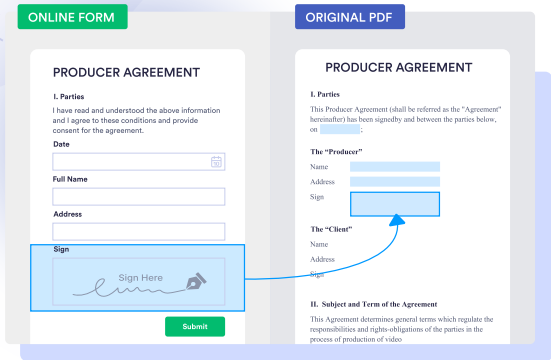 ONLINE FORM
PRODUCER AGREEMENT
I. Parties
I have read and understood the above information
and I agree to these conditions and provide
consent for the agreement.
Date
Full Name
Address
Sign
Sign Here
Submit
ORIGINAL PDF
PRODUCER AGREEMENT
I. Parties
This Producer Agreement (shall be referred as the "Agreement"
hereinafter) has been signedby and between the parties below,
on ;
The “Producer”
Name
Address
Sign
The “Client”
Name
Address
Sign
II. Subject and Term of the Agreement
This Agreement determines general terms which regulate the
responsibilities and rights-obligations of the parties in the
process of production of video